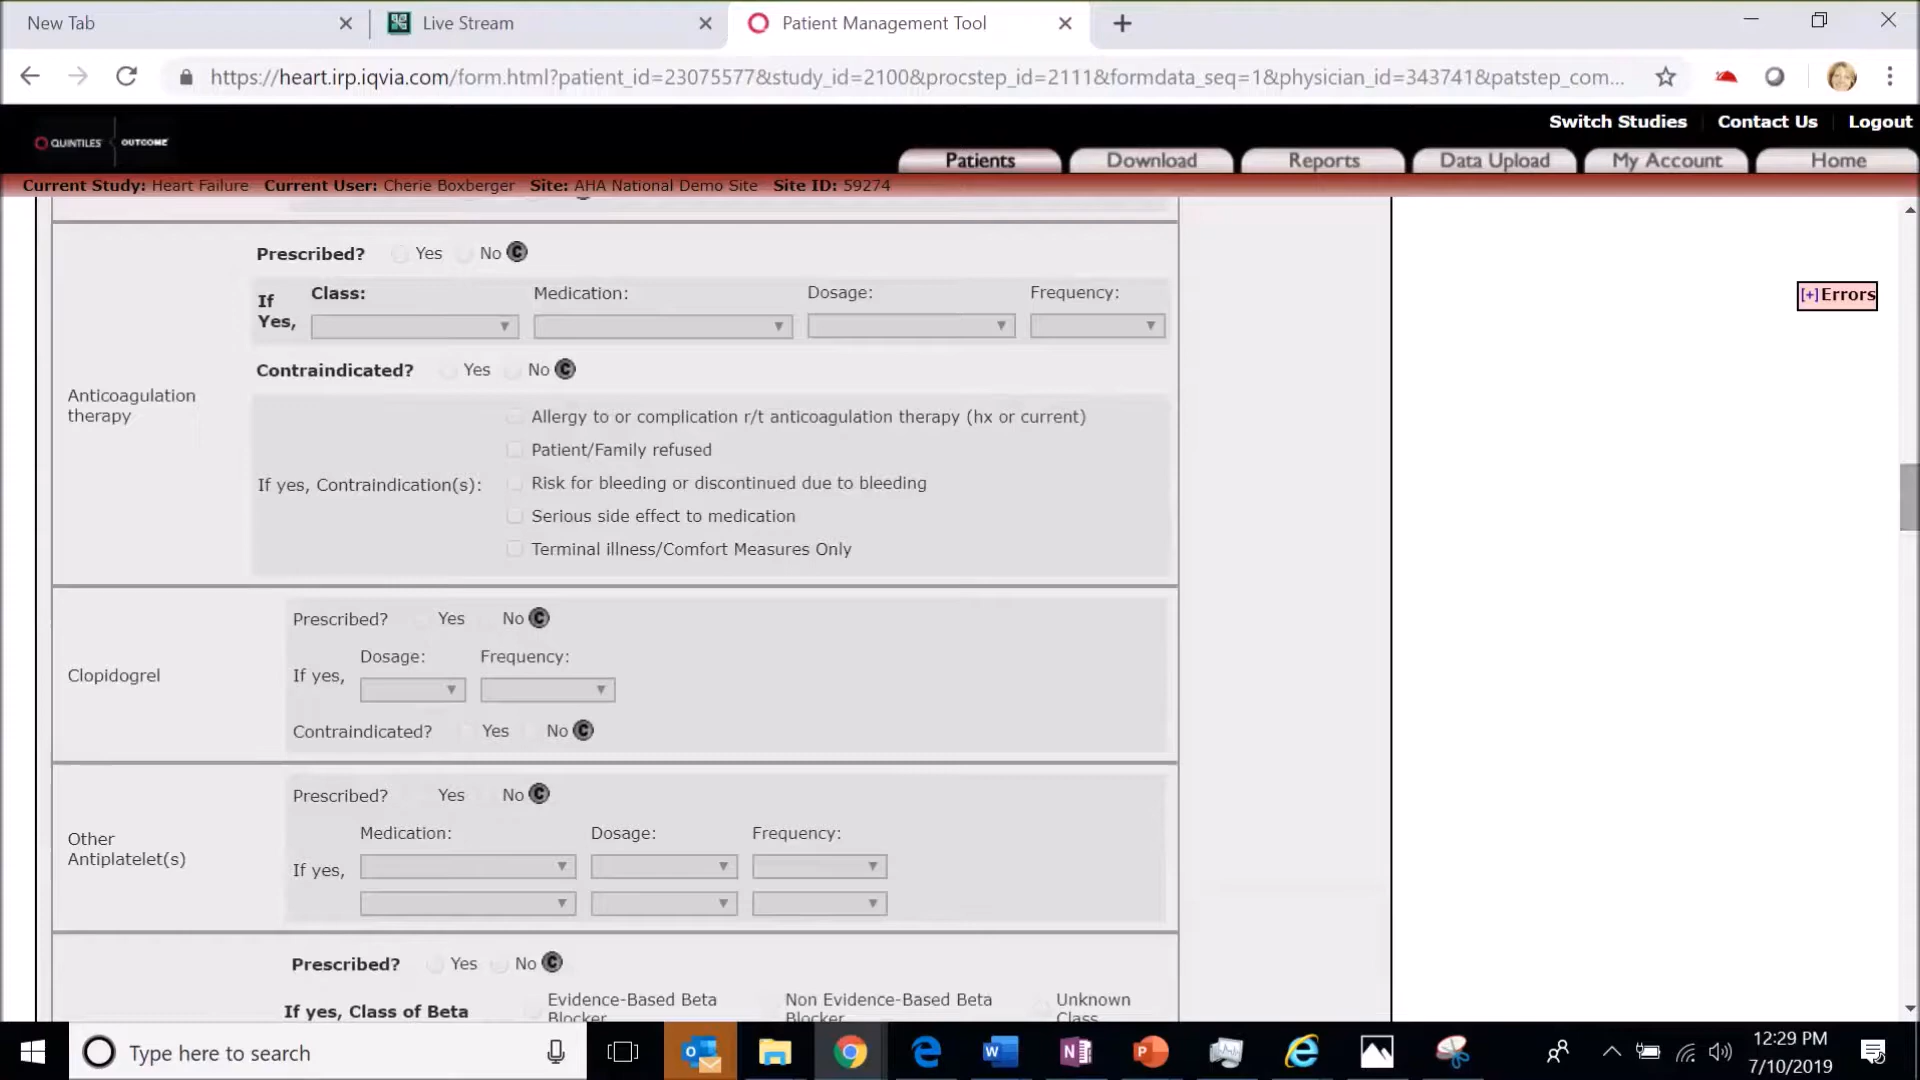 New Tab
Live Stream
Patient Management Tool
https://heart.irp.iqvia.com/form.html?patient_id=23075577&study_id=2100&procstep_id=2111&formdata_seq=1&physician_id=343741&patstep_com...
Switch Studies Contact Us Logout
QUINTILES OUTCOME
Patients Download Reports Data Upload My Account Home
Current Study: Heart Failure Current User: Cherie Boxberger Site: AHA National Demo Site Site ID: 59274
[+]Errors
Prescribed? Yes No C
If Yes,
Class: Medication: Dosage: Frequency:
Contraindicated? Yes No C
Anticoagulation
therapy
If yes, Contraindication(s):
Allergy to or complication r/t anticoagulation therapy (hx or current)
Patient/Family refused
Risk for bleeding or discontinued due to bleeding
Serious side effect to medication
Terminal illness/Comfort Measures Only
Clopidogrel
Prescribed? Yes No C
Dosage: Frequency:
If yes,
Contraindicated? Yes No C
Other
Antiplatelet(s)
Prescribed? Yes No C
Medication: Dosage: Frequency:
If yes,
Prescribed? Yes No C
If yes, Class of Beta
Evidence-Based Beta
Blocker
Non Evidence-Based Beta
Blocker
Unknown
Class
Type here to search
12:29 PM
7/10/2019